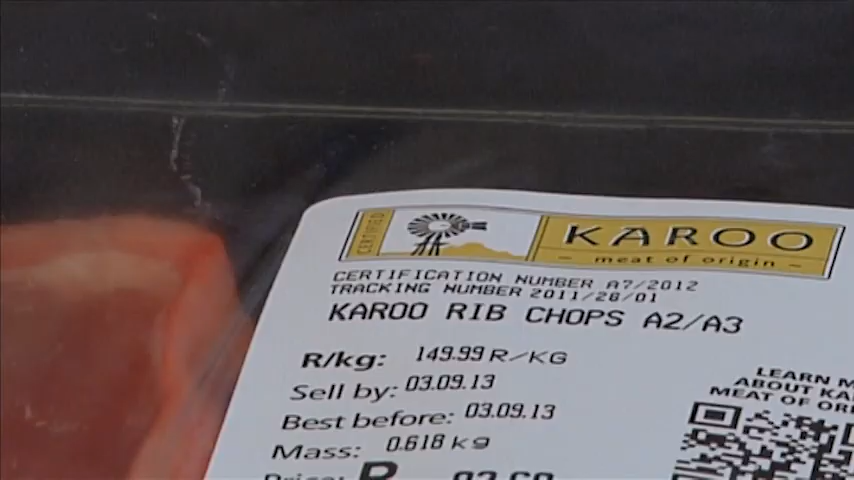 CERTIFIED
KAROO
– meat of origin –
CERTIFICATION NUMBER A7/2012
TRACKING NUMBER 2011/28/01
KAROO RIB CHOPS A2/A3
R/kg: 149.99 R/KG
Sell by: 03.09.13
Best before: 03.09.13
Mass: 0.618 kg
LEARN
ABOUT
MEAT OF